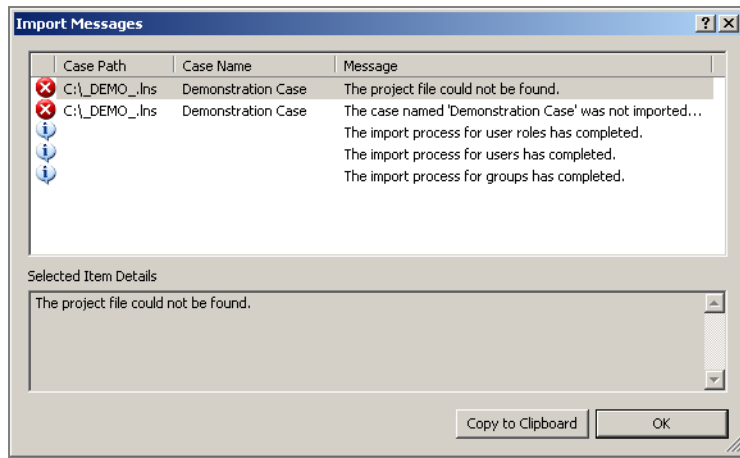 Import Messages
Case Path Case Name Message
C:\_DEMO_.lns Demonstration Case The project file could not be found.
C:\_DEMO_.lns Demonstration Case The case named 'Demonstration Case' was not imported...
The import process for user roles has completed.
The import process for users has completed.
The import process for groups has completed.
Selected Item Details
The project file could not be found.
Copy to Clipboard OK